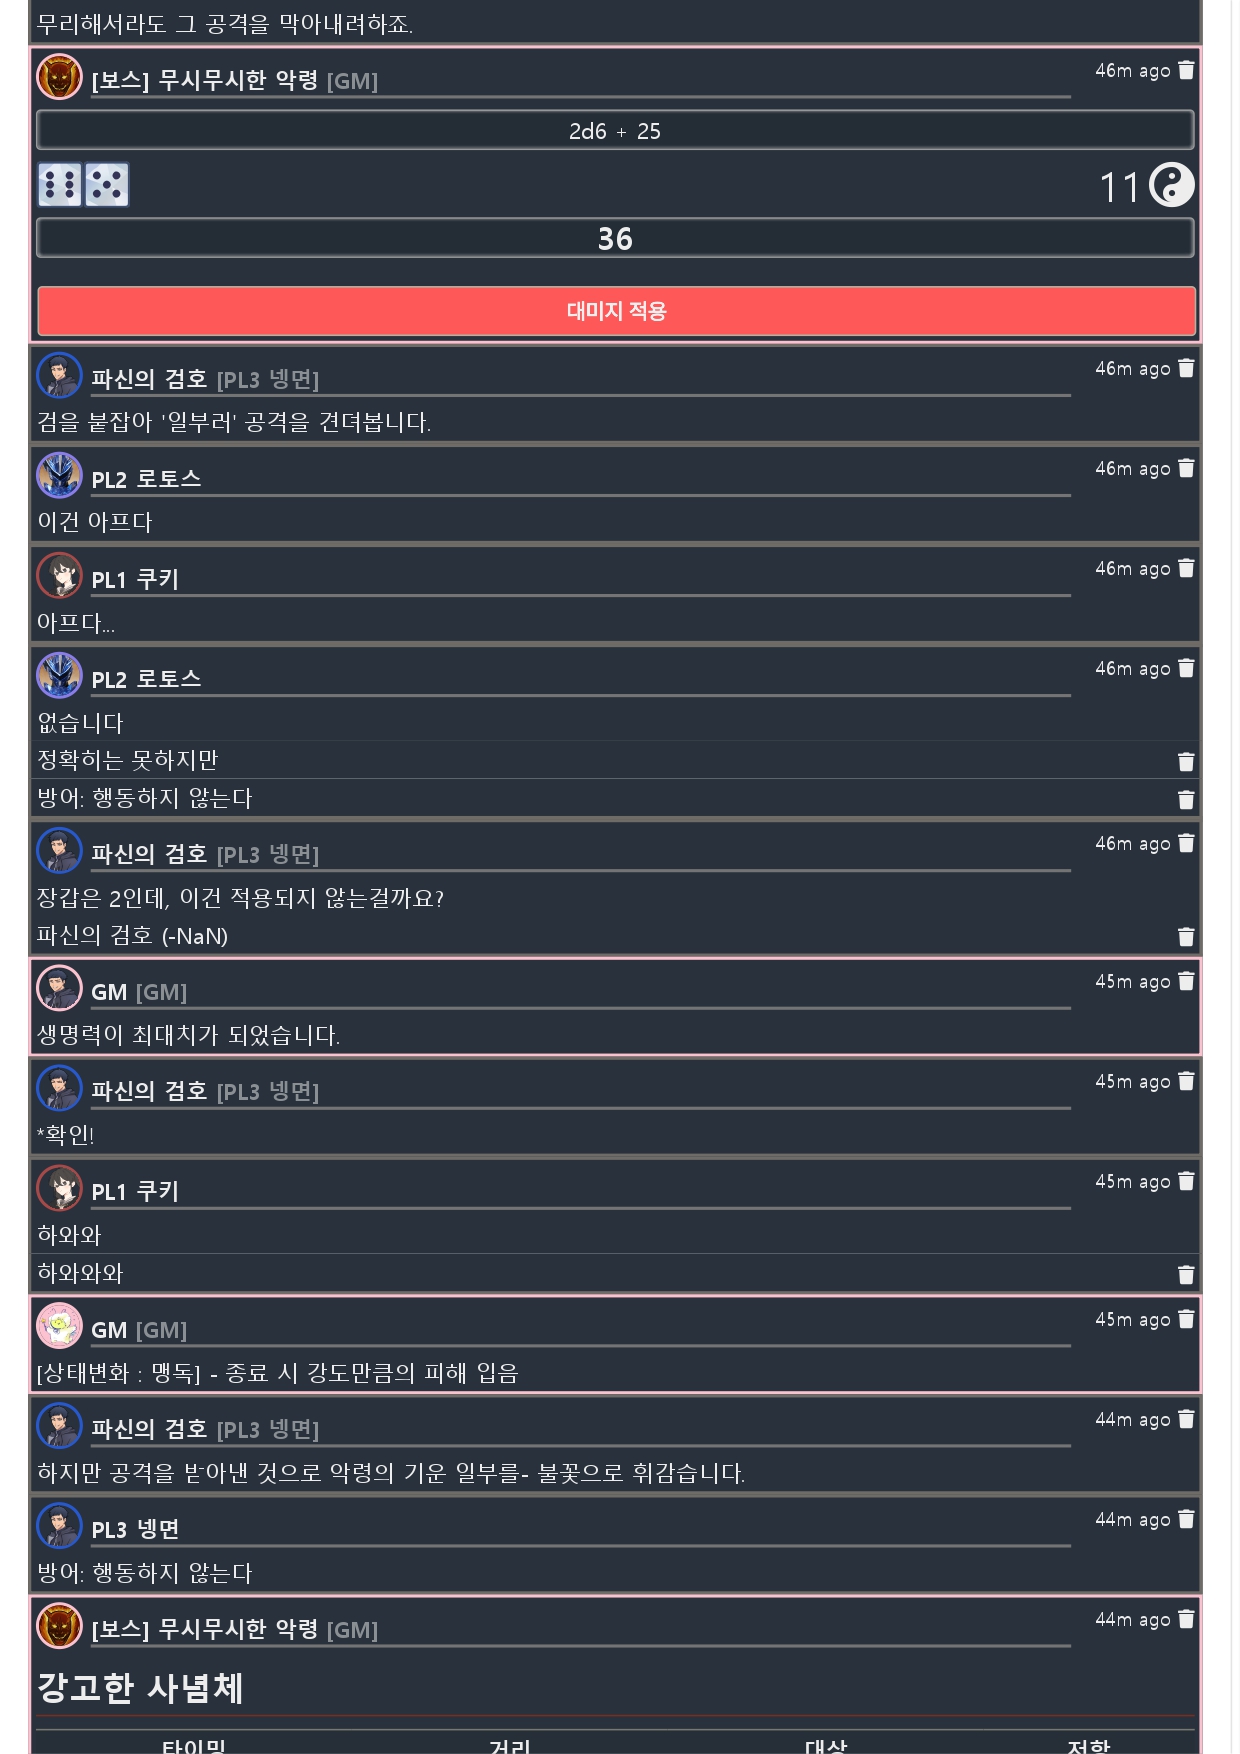 무리해서라도 그 공격을 막아내려하죠.
[보스] 무시무시한 악령 [GM]
46m ago
2d6 + 25
11
36
대미지 적용
파신의 검호 [PL3 넹면]
46m ago
검을 붙잡아 '일부러' 공격을 견뎌봅니다.
PL2 로토스
46m ago
이건 아프다
PL1 쿠키
46m ago
아프다...
PL2 로토스
46m ago
없습니다
정확히는 못하지만
방어: 행동하지 않는다
파신의 검호 [PL3 넹면]
46m ago
장갑은 2인데, 이건 적용되지 않는걸까요?
파신의 검호 (-NaN)
GM [GM]
45m ago
생명력이 최대치가 되었습니다.
파신의 검호 [PL3 넹면]
45m ago
*확인!
PL1 쿠키
45m ago
하와와
하와와와
GM [GM]
45m ago
[상태변화 : 맹독] - 종료 시 강도만큼의 피해 입음
파신의 검호 [PL3 넹면]
44m ago
하지만 공격을 받아낸 것으로 악령의 기운 일부를- 불꽃으로 휘감습니다.
PL3 넹면
44m ago
방어: 행동하지 않는다
[보스] 무시무시한 악령 [GM]
44m ago
강고한 사념체
타이밍 거리 대상 저항